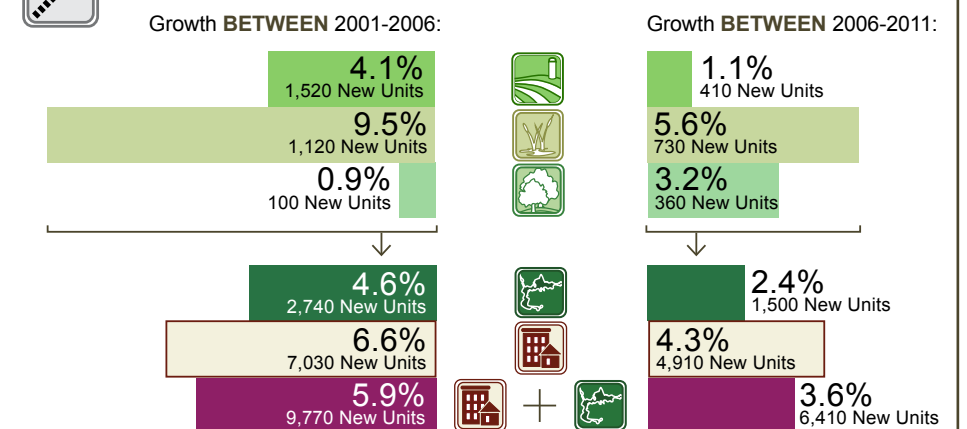 Growth BETWEEN 2001-2006:
4.1%
1,520 New Units
9.5%
1,120 New Units
0.9%
100 New Units
4.6%
2,740 New Units
6.6%
7,030 New Units
5.9%
9,770 New Units
Growth BETWEEN 2006-2011:
1.1%
410 New Units
5.6%
730 New Units
3.2%
360 New Units
2.4%
1,500 New Units
4.3%
4,910 New Units
3.6%
6,410 New Units